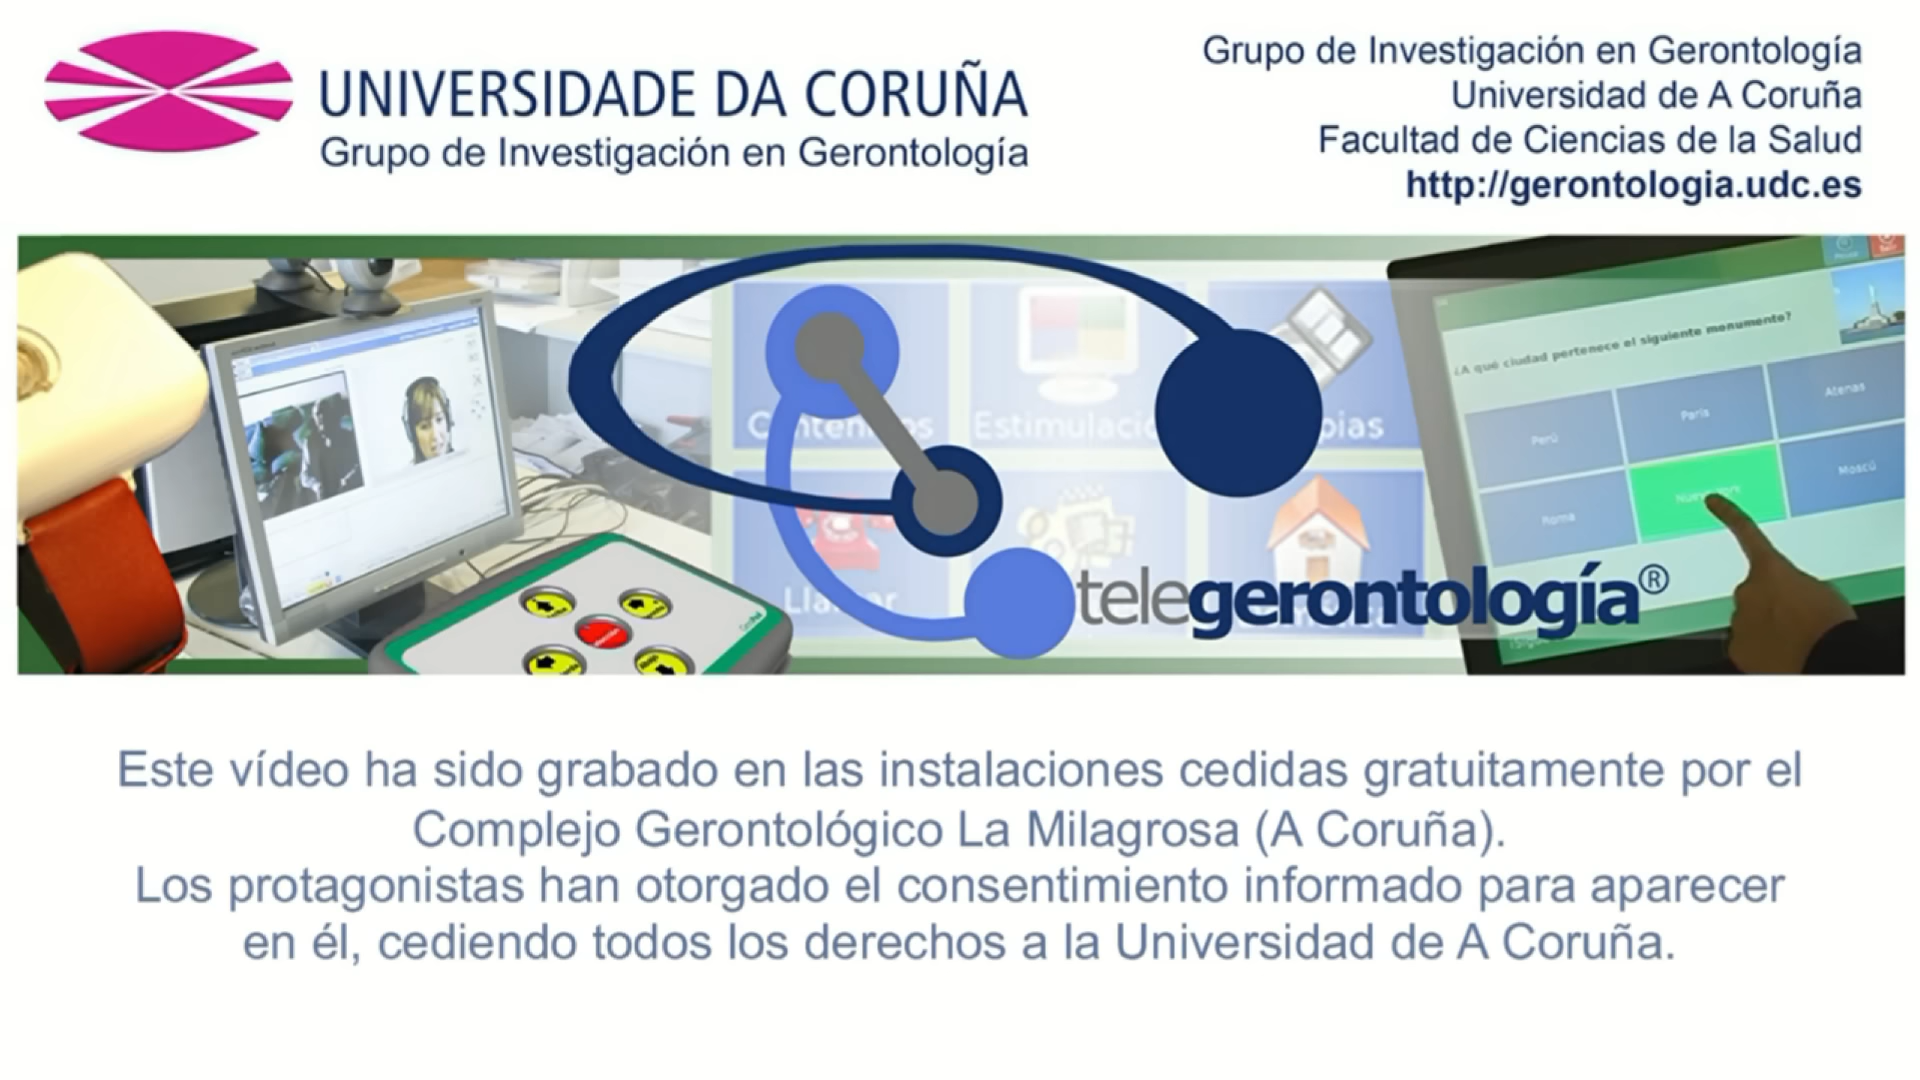 UNIVERSIDADE DA CORUÑA
Grupo de Investigación en Gerontología
Grupo de Investigación en Gerontología
Universidad de A Coruña
Facultad de Ciencias de la Salud
http://gerontologia.udc.es
Estimulació
¿A qué ciudad pertenece el siguiente monumento?
Perú
París
Atenas
Roma
Moscú
telegerontología®
Este vídeo ha sido grabado en las instalaciones cedidas gratuitamente por el
Complejo Gerontológico La Milagrosa (A Coruña).
Los protagonistas han otorgado el consentimiento informado para aparecer
en él, cediendo todos los derechos a la Universidad de A Coruña.